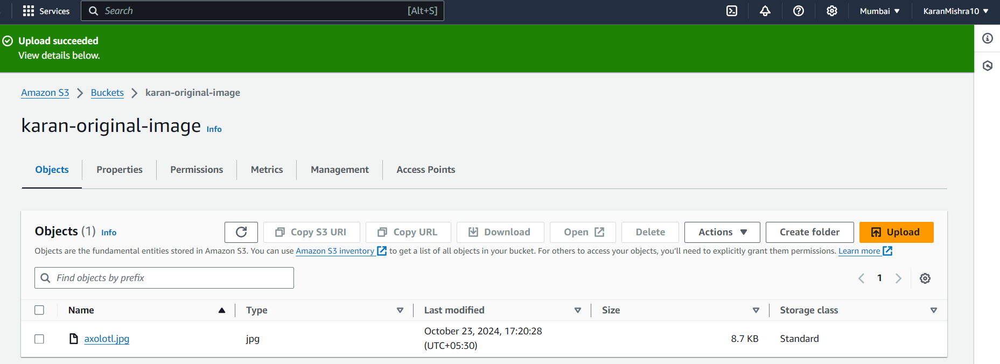 Services
Search [Alt+S]
Mumbai
KaranMishra10
Upload succeeded
View details below.
Amazon S3 Buckets karan-original-image
karan-original-image Info
Objects Properties Permissions Metrics Management Access Points
Objects (1) Info
Copy S3 URI Copy URL Download Open Delete Actions Create folder Upload
Objects are the fundamental entities stored in Amazon S3. You can use Amazon S3 inventory to get a list of all objects in your bucket. For others to access your objects, you'll need to explicitly grant them permissions. Learn more
Find objects by prefix
1
Name Type Last modified Size Storage class
axolotl.jpg jpg October 23, 2024, 17:20:28 (UTC+05:30) 8.7 KB Standard